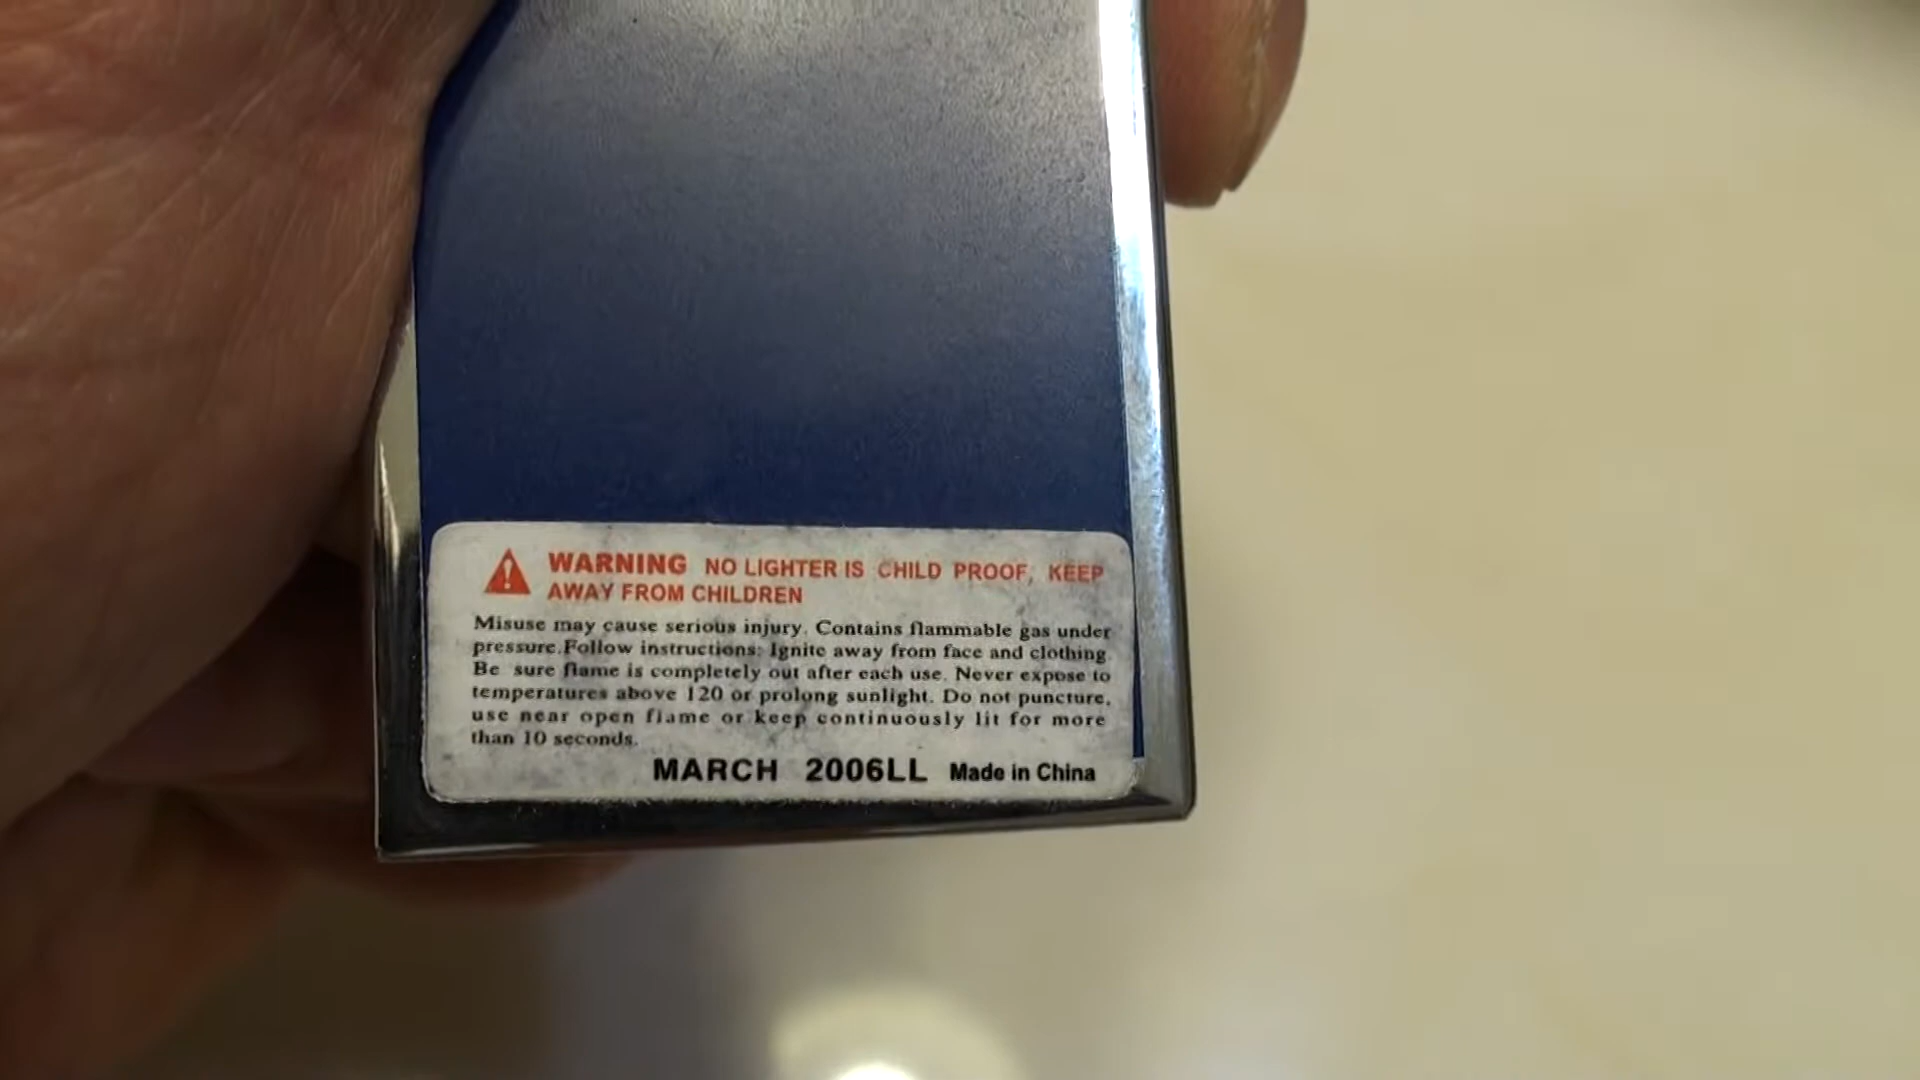 WARNING NO LIGHTER IS CHILD PROOF, KEEP
AWAY FROM CHILDREN
Misuse may cause serious injury. Contains flammable gas under
pressure.Follow instructions: Ignite away from face and clothing.
Be sure flame is completely out after each use. Never expose to
temperatures above 120 or prolong sunlight. Do not puncture,
use near open flame or keep continuously lit for more
than 10 seconds.
MARCH 2006LL Made in China